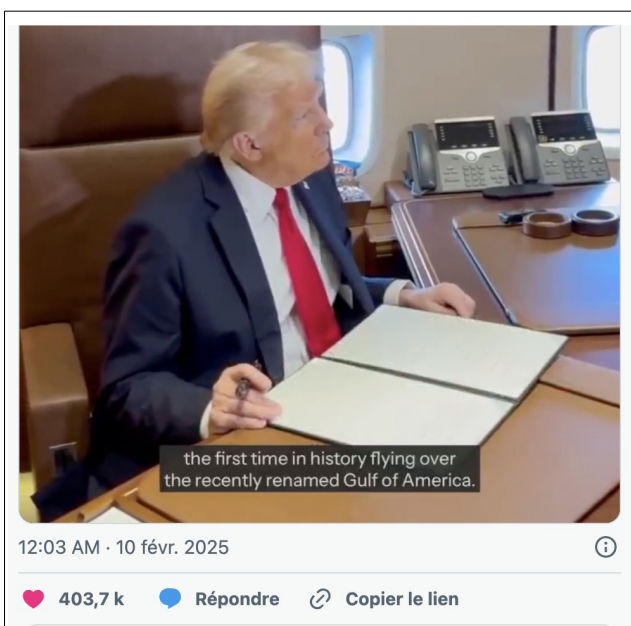 the first time in history flying over
the recently renamed Gulf of America.
12:03 AM · 10 févr. 2025
403,7 k Répondre Copier le lien